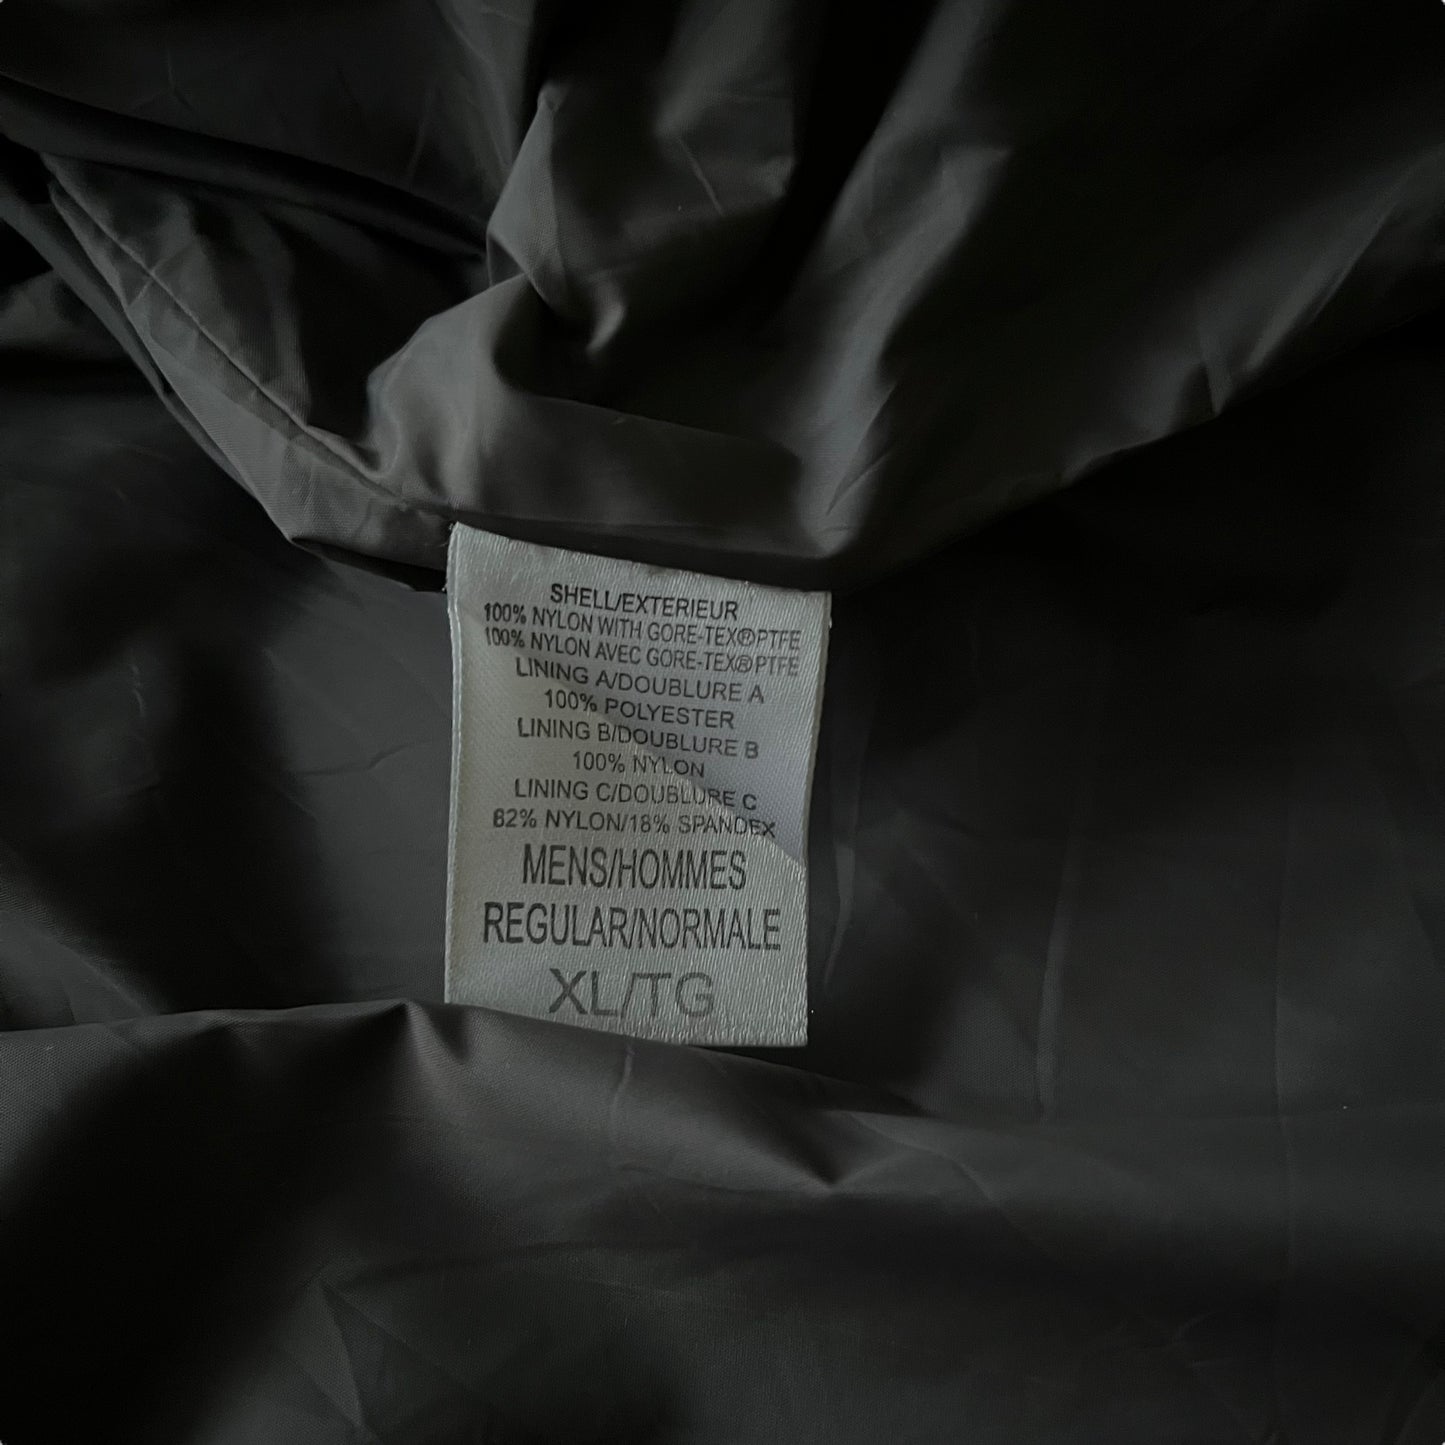 SHELL/EXTERIEUR
100% NYLON WITH GORE-TEX®PTFE
100% NYLON AVEC GORE-TEX®PTFE
LINING A/DOUBLURE A
100% POLYESTER
LINING B/DOUBLURE B
100% NYLON
LINING C/DOUBLURE C
82% NYLON/18% SPANDEX
MENS/HOMMES
REGULAR/NORMALE
XL/TG